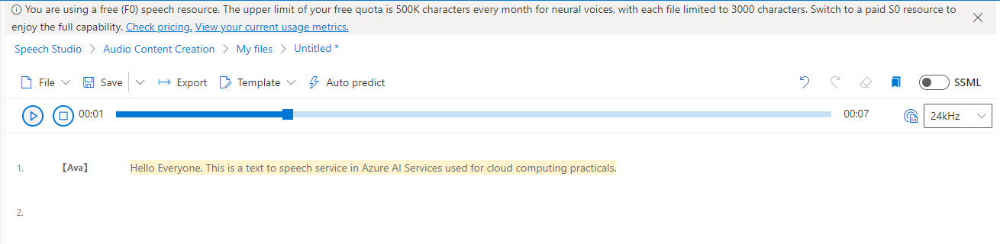 You are using a free (F0) speech resource. The upper limit of your free quota is 500K characters every month for neural voices, with each file limited to 3000 characters. Switch to a paid S0 resource to
enjoy the full capability. Check pricing. View your current usage metrics.
Speech Studio > Audio Content Creation > My files > Untitled *
File Save Export Template Auto predict SSML
00:01 00:07 24kHz
1. 【Ava】 Hello Everyone. This is a text to speech service in Azure AI Services used for cloud computing practicals.
2.